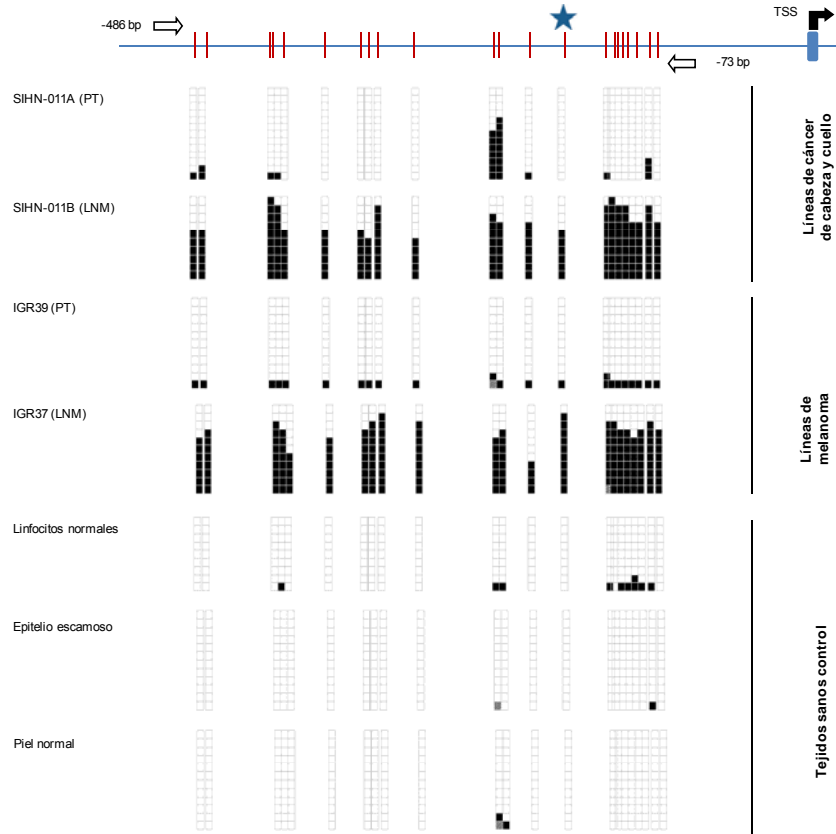 TSS
-486 bp
-73 bp
SIHN-011A (PT)
SIHN-011B (LNM)
Líneas de cáncer
de cabeza y cuello
IGR39 (PT)
IGR37 (LNM)
Líneas de
melanoma
Linfocitos normales
Epitelio escamoso
Piel normal
Tejidos sanos control